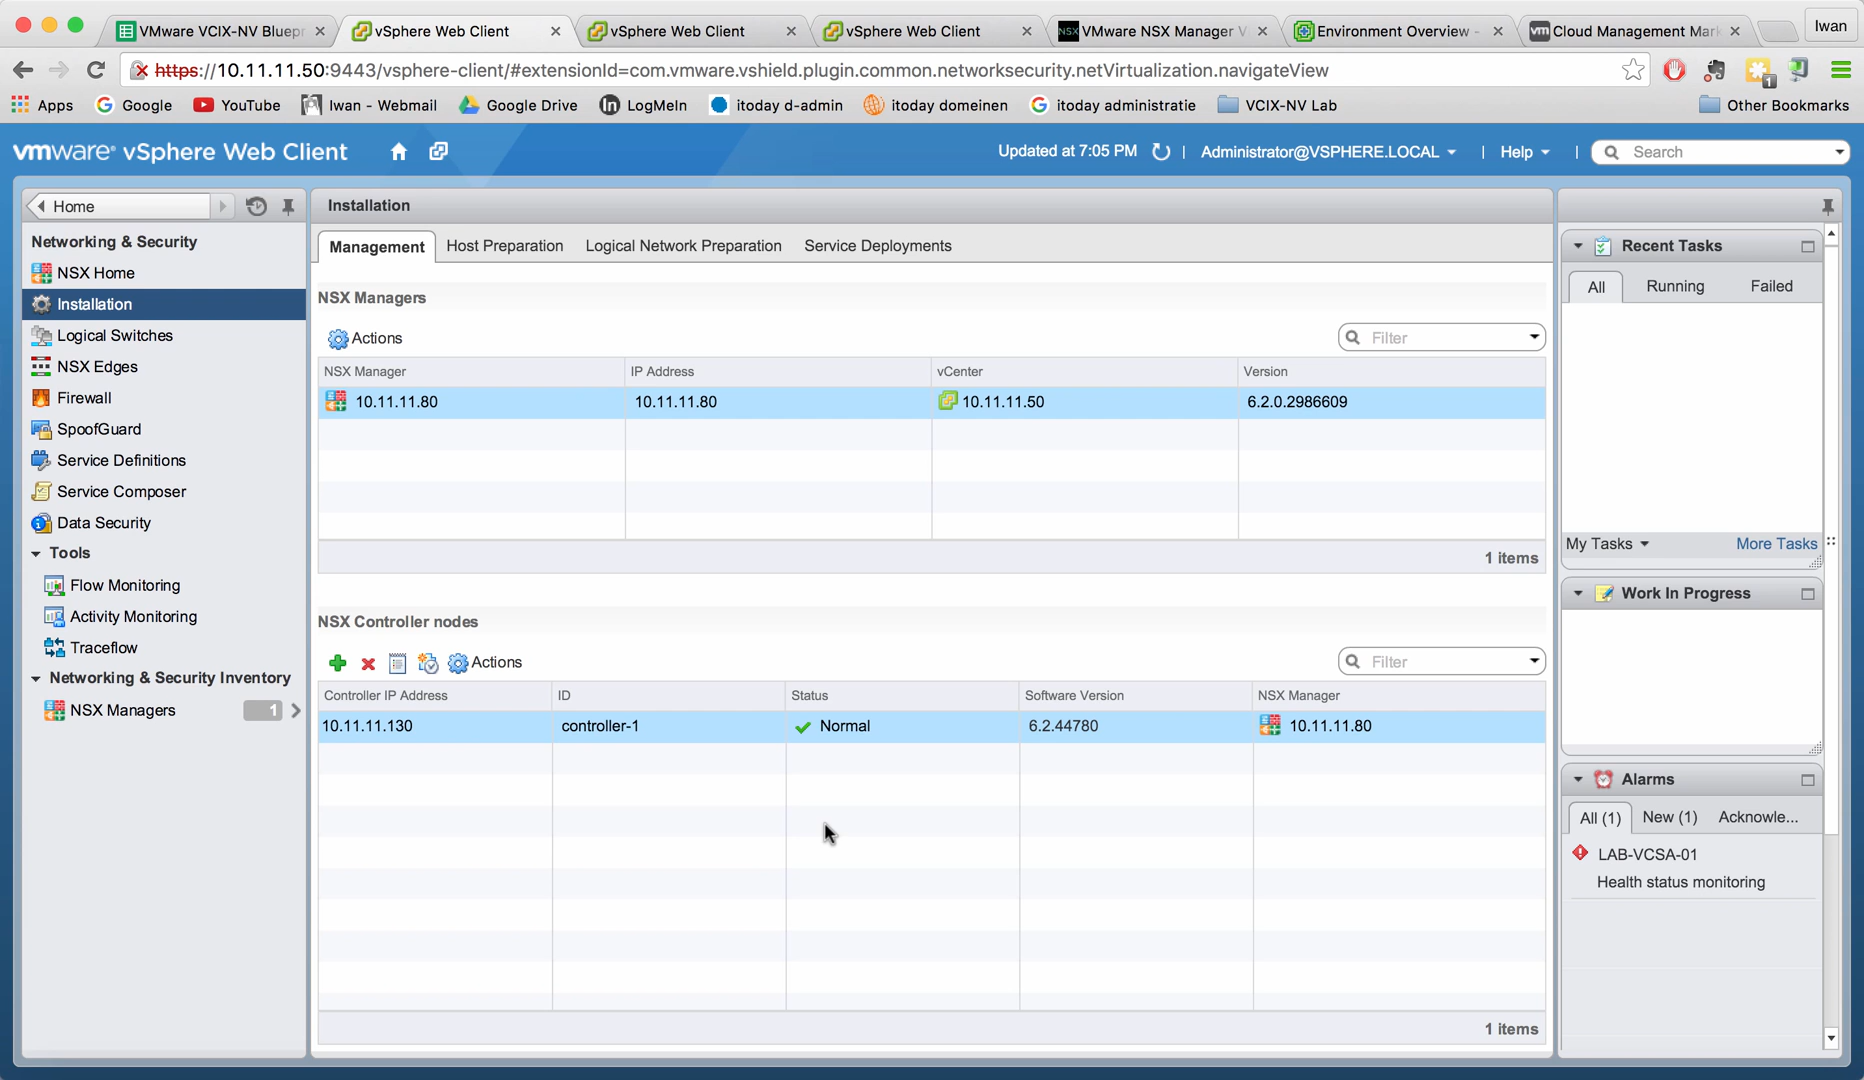 VMware VCIX-NV Bluepr
vSphere Web Client
vSphere Web Client
vSphere Web Client
NSX
VMware NSX Manager V
Environment Overview -
vm
Cloud Management Mark
Iwan
https://10.11.11.50:9443/vsphere-client/#extensionId=com.vmware.vshield.plugin.common.networksecurity.netVirtualization.navigateView
1
Apps
Google
YouTube
Iwan - Webmail
Google Drive
in
LogMeIn
itoday d-admin
itoday domeinen
itoday administratie
VCIX-NV Lab
Other Bookmarks
vmware® vSphere Web Client
Updated at 7:05 PM
Administrator@VSPHERE.LOCAL
Help
Search
Home
Networking & Security
NSX Home
Installation
Logical Switches
NSX Edges
Firewall
SpoofGuard
Service Definitions
Service Composer
Data Security
Tools
Flow Monitoring
Activity Monitoring
Traceflow
Networking & Security Inventory
NSX Managers
1
Installation
Management
Host Preparation
Logical Network Preparation
Service Deployments
NSX Managers
Actions
Filter
NSX Manager
IP Address
vCenter
Version
10.11.11.80
10.11.11.80
10.11.11.50
6.2.0.2986609
1 items
NSX Controller nodes
Actions
Filter
Controller IP Address
ID
Status
Software Version
NSX Manager
10.11.11.130
controller-1
Normal
6.2.44780
10.11.11.80
1 items
Recent Tasks
All
Running
Failed
My Tasks
More Tasks
Work In Progress
Alarms
All (1)
New (1)
Acknowle...
LAB-VCSA-01
Health status monitoring